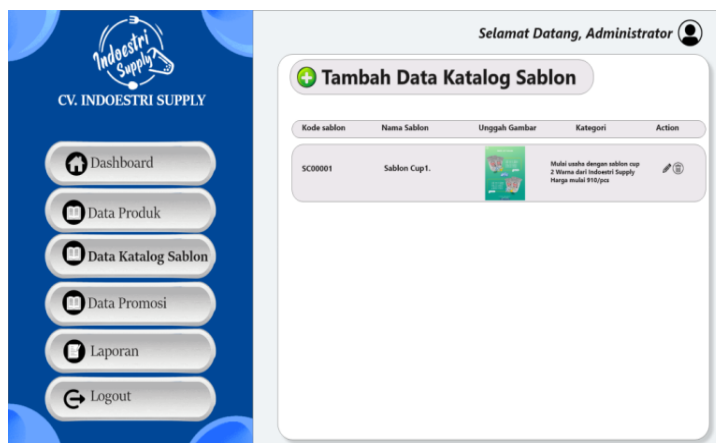 Indoestri
Supply
CV. INDOESTRI SUPPLY
Dashboard
Data Produk
Data Katalog Sablon
Data Promosi
Laporan
Logout
Selamat Datang, Administrator
Tambah Data Katalog Sablon
Kode sablon Nama Sablon Unggah Gambar Kategori Action
SC00001 Sablon Cup1.
Mulai usaha dengan sablon cup
2 Warna dari Indoestri Supply
Harga mulai 910/pcs